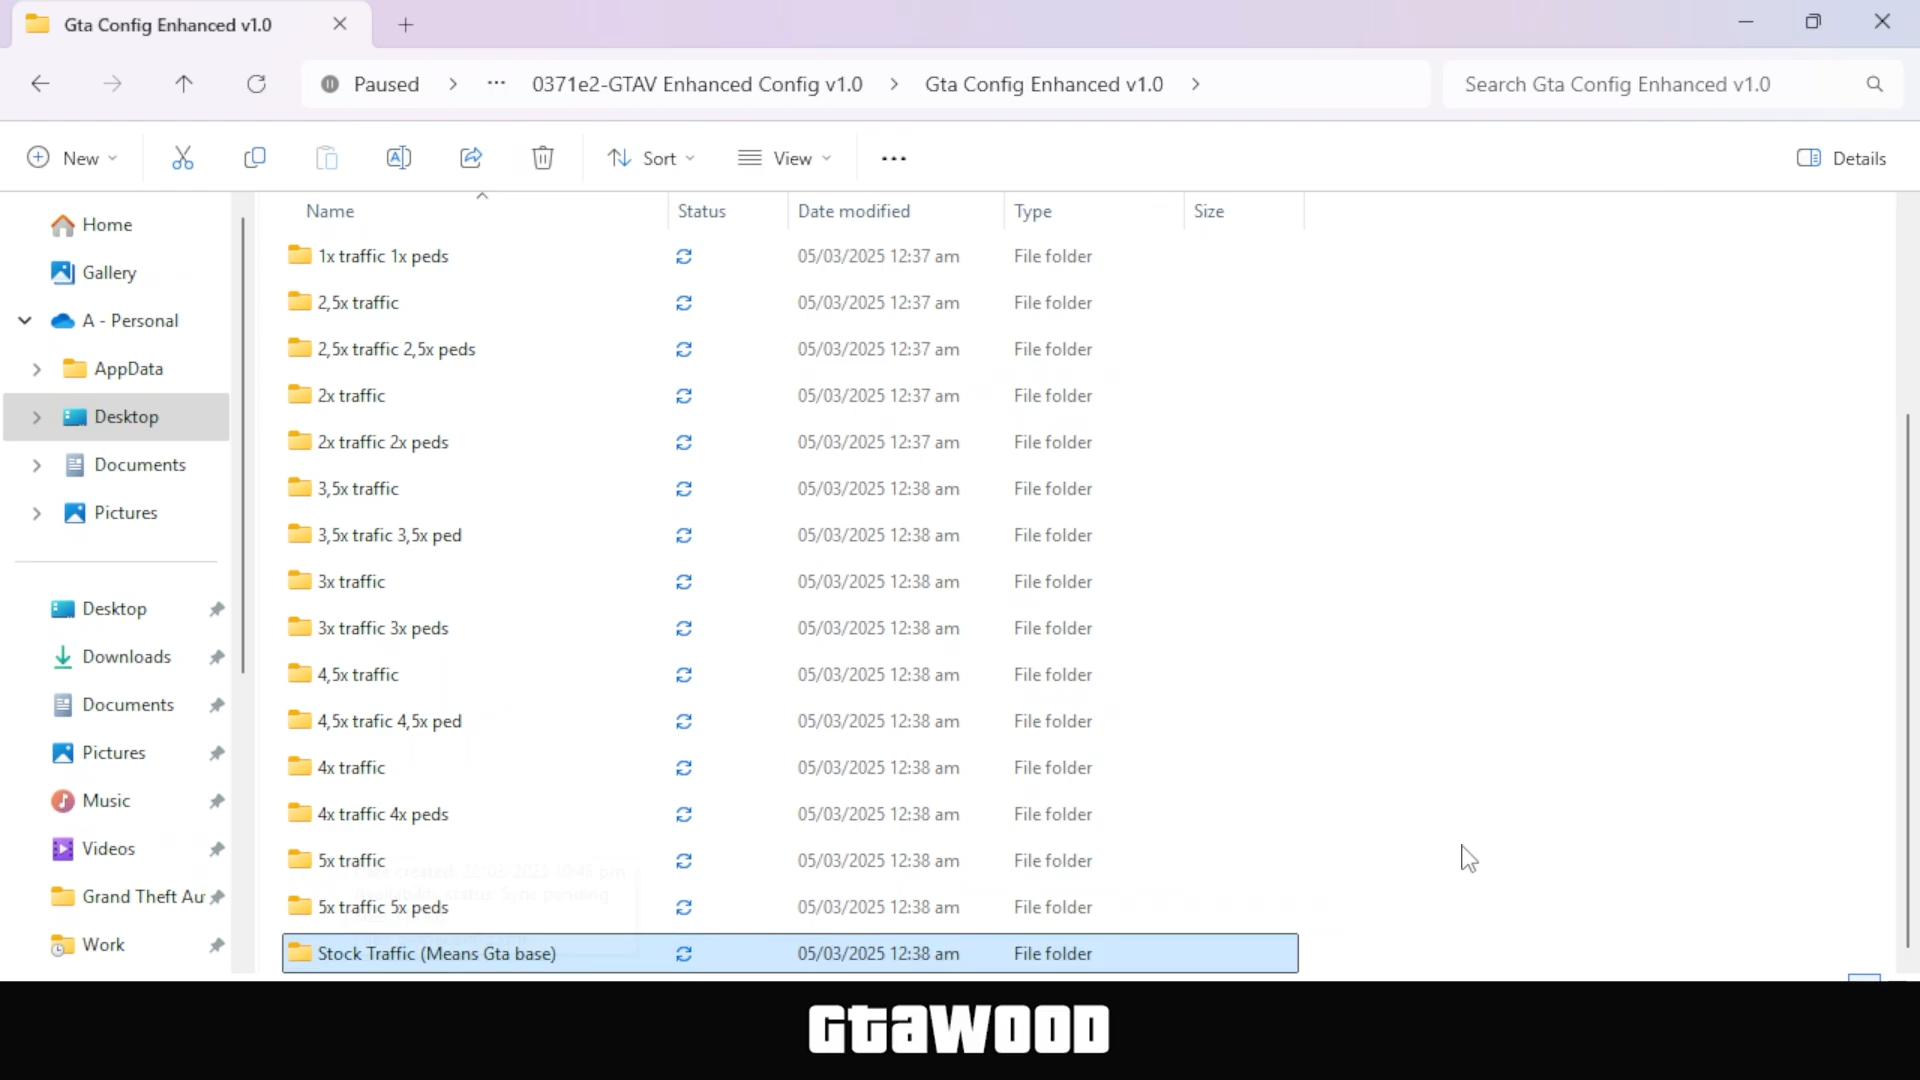 Gta Config Enhanced v1.0
Paused > ... 0371e2-GTAV Enhanced Config v1.0 > Gta Config Enhanced v1.0 >
Search Gta Config Enhanced v1.0
New
Sort
View
Details
Home
Gallery
A - Personal
AppData
Desktop
Documents
Pictures
Desktop
Downloads
Documents
Pictures
Music
Videos
Grand Theft Au
Work
Name Status Date modified Type Size
1x traffic 1x peds 05/03/2025 12:37 am File folder
2,5x traffic 05/03/2025 12:37 am File folder
2,5x traffic 2,5x peds 05/03/2025 12:37 am File folder
2x traffic 05/03/2025 12:37 am File folder
2x traffic 2x peds 05/03/2025 12:37 am File folder
3,5x traffic 05/03/2025 12:38 am File folder
3,5x trafic 3,5x ped 05/03/2025 12:38 am File folder
3x traffic 05/03/2025 12:38 am File folder
3x traffic 3x peds 05/03/2025 12:38 am File folder
4,5x traffic 05/03/2025 12:38 am File folder
4,5x trafic 4,5x ped 05/03/2025 12:38 am File folder
4x traffic 05/03/2025 12:38 am File folder
4x traffic 4x peds 05/03/2025 12:38 am File folder
5x traffic 05/03/2025 12:38 am File folder
5x traffic 5x peds 05/03/2025 12:38 am File folder
Stock Traffic (Means Gta base) 05/03/2025 12:38 am File folder
GtaWOOD